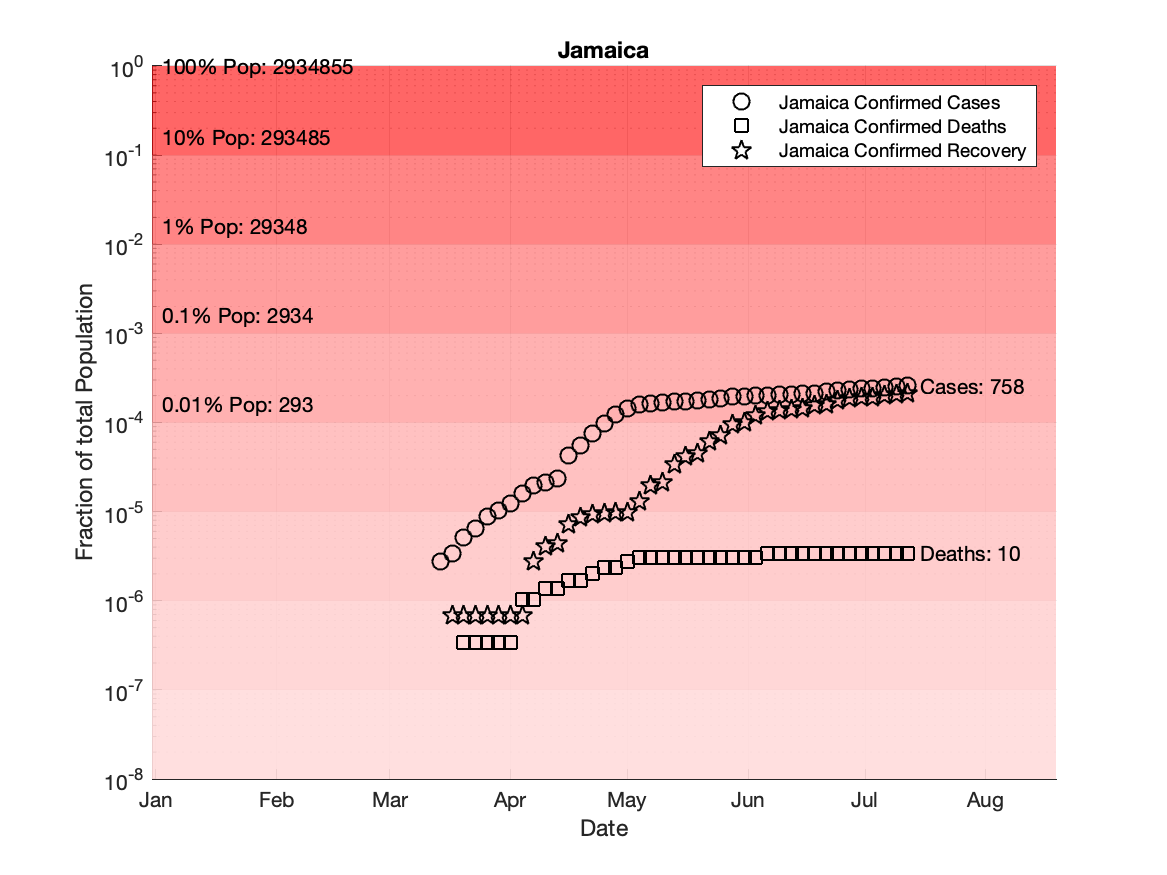 Jamaica
10⁰
100% Pop: 2934855
Jamaica Confirmed Cases
Jamaica Confirmed Deaths
Jamaica Confirmed Recovery
10% Pop: 293485
10⁻¹
1% Pop: 29348
10⁻²
0.1% Pop: 2934
10⁻³
Cases: 758
0.01% Pop: 293
10⁻⁴
10⁻⁵
Deaths: 10
10⁻⁶
10⁻⁷
10⁻⁸
Fraction of total Population
Jan Feb Mar Apr May Jun Jul Aug
Date